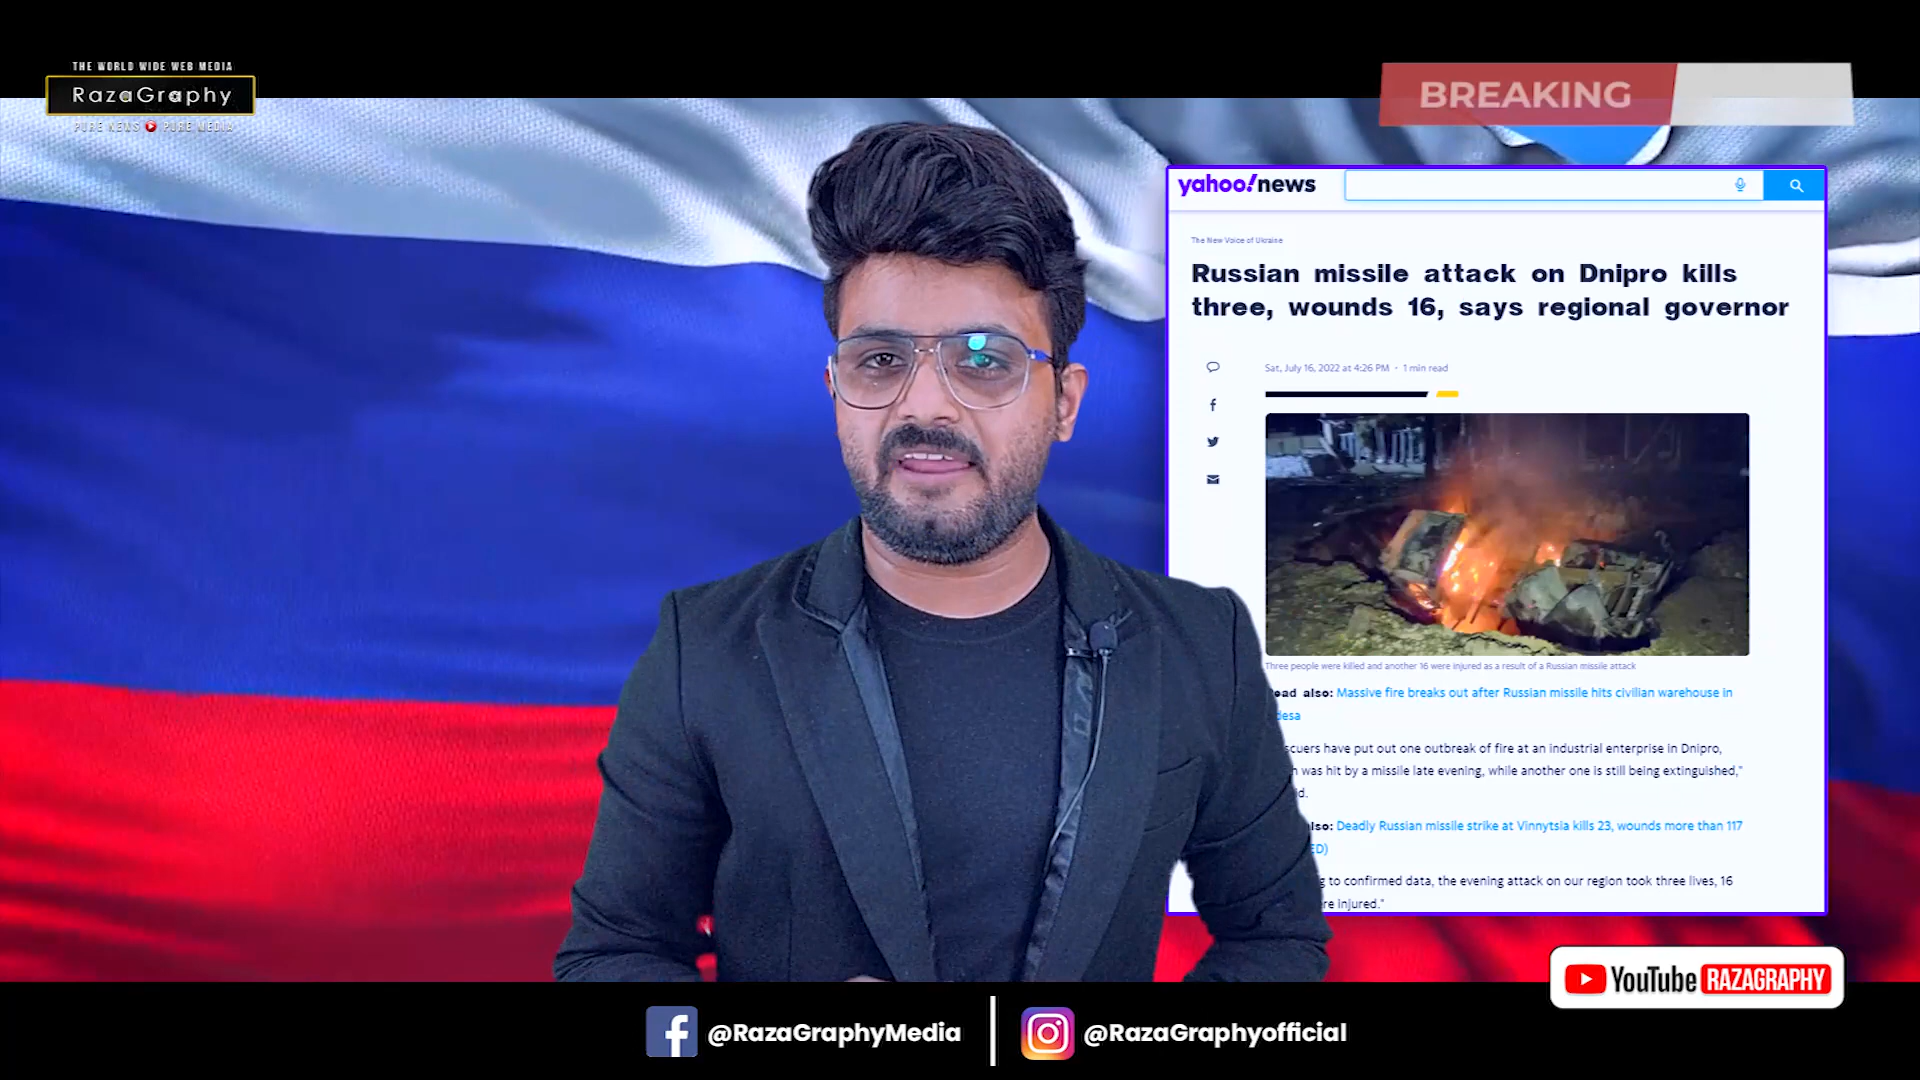 THE WORLD WIDE WEB MEDIA
RazaGraphy
PURE NEWS PURE MEDIA
BREAKING
yahoo!news
The New Voice of Ukraine
Russian missile attack on Dnipro kills
three, wounds 16, says regional governor
Sat, July 16, 2022 at 4:26 PM · 1 min read
Three people were killed and another 16 were injured as a result of a Russian missile attack
also: Massive fire breaks out after Russian missile hits civilian warehouse in
have put out one outbreak of fire at an industrial enterprise in Dnipro,
was hit by a missile late evening, while another one is still being extinguished,"
Deadly Russian missile strike at Vinnytsia kills 23, wounds more than 117
to confirmed data, the evening attack on our region took three lives, 16
injured."
YouTube RAZAGRAPHY
@RazaGraphyMedia
@RazaGraphyofficial